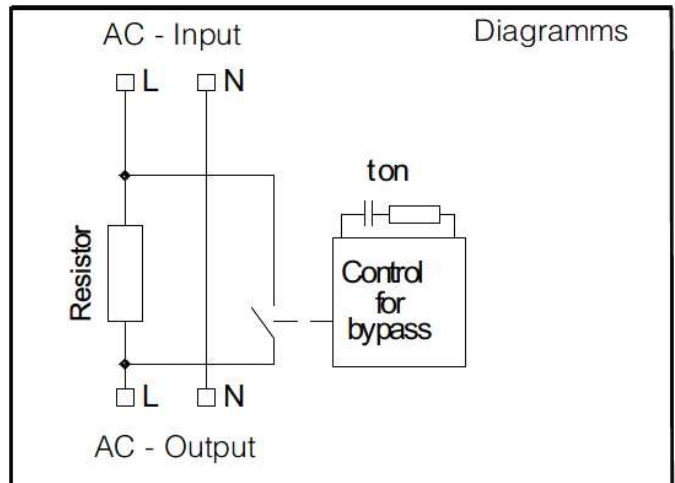 AC - Input
Diagramms
L
N
ton
Resistor
Control
for
bypass
L
N
AC - Output